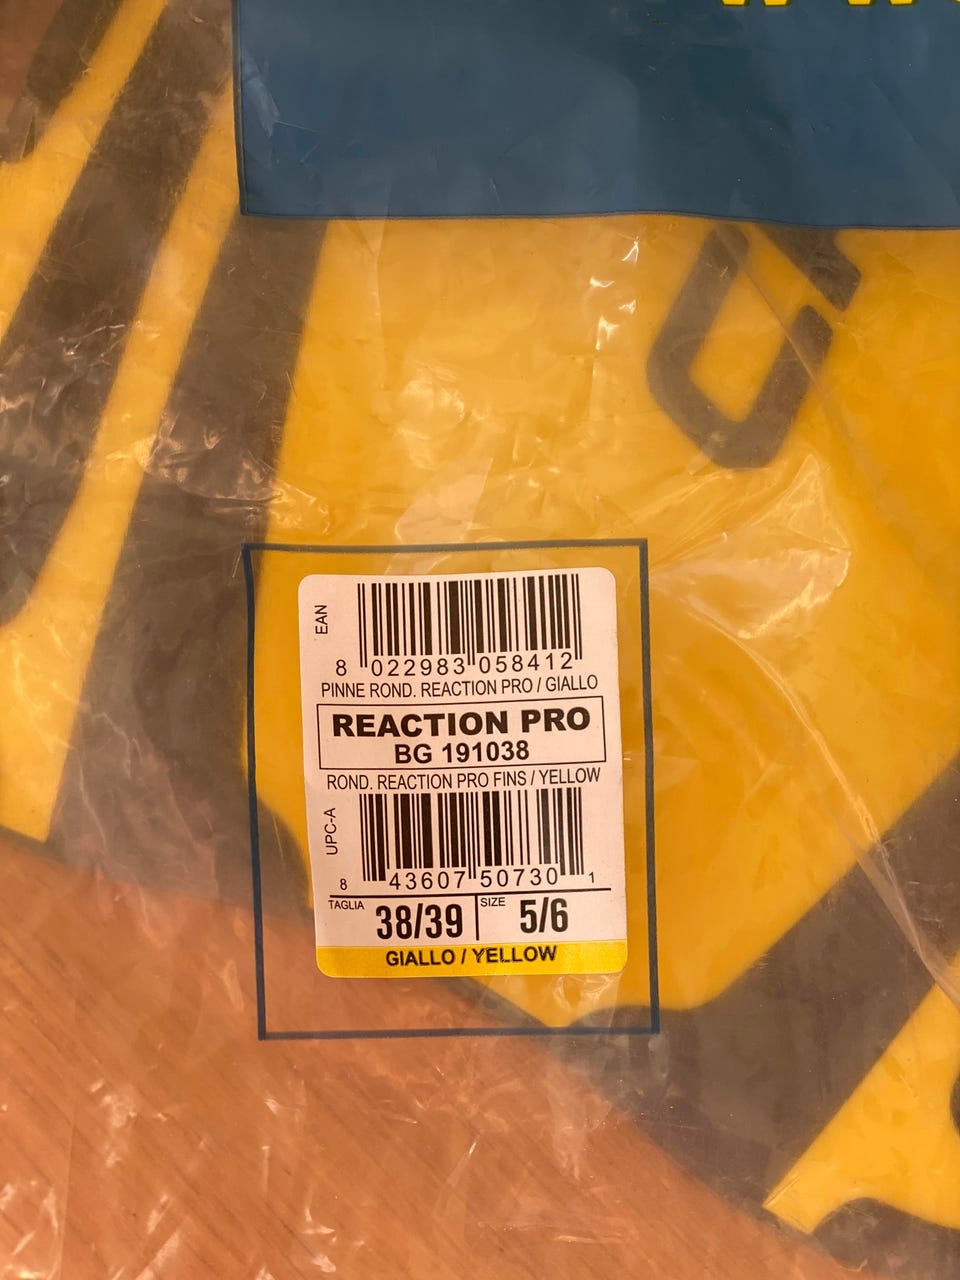 EAN
8 022983 058412
PINNE ROND. REACTION PRO / GIALLO
REACTION PRO
BG 191038
ROND. REACTION PRO FINS / YELLOW
UPC-A
8 43607 50730 1
TAGLIA 38/39 SIZE 5/6
GIALLO / YELLOW